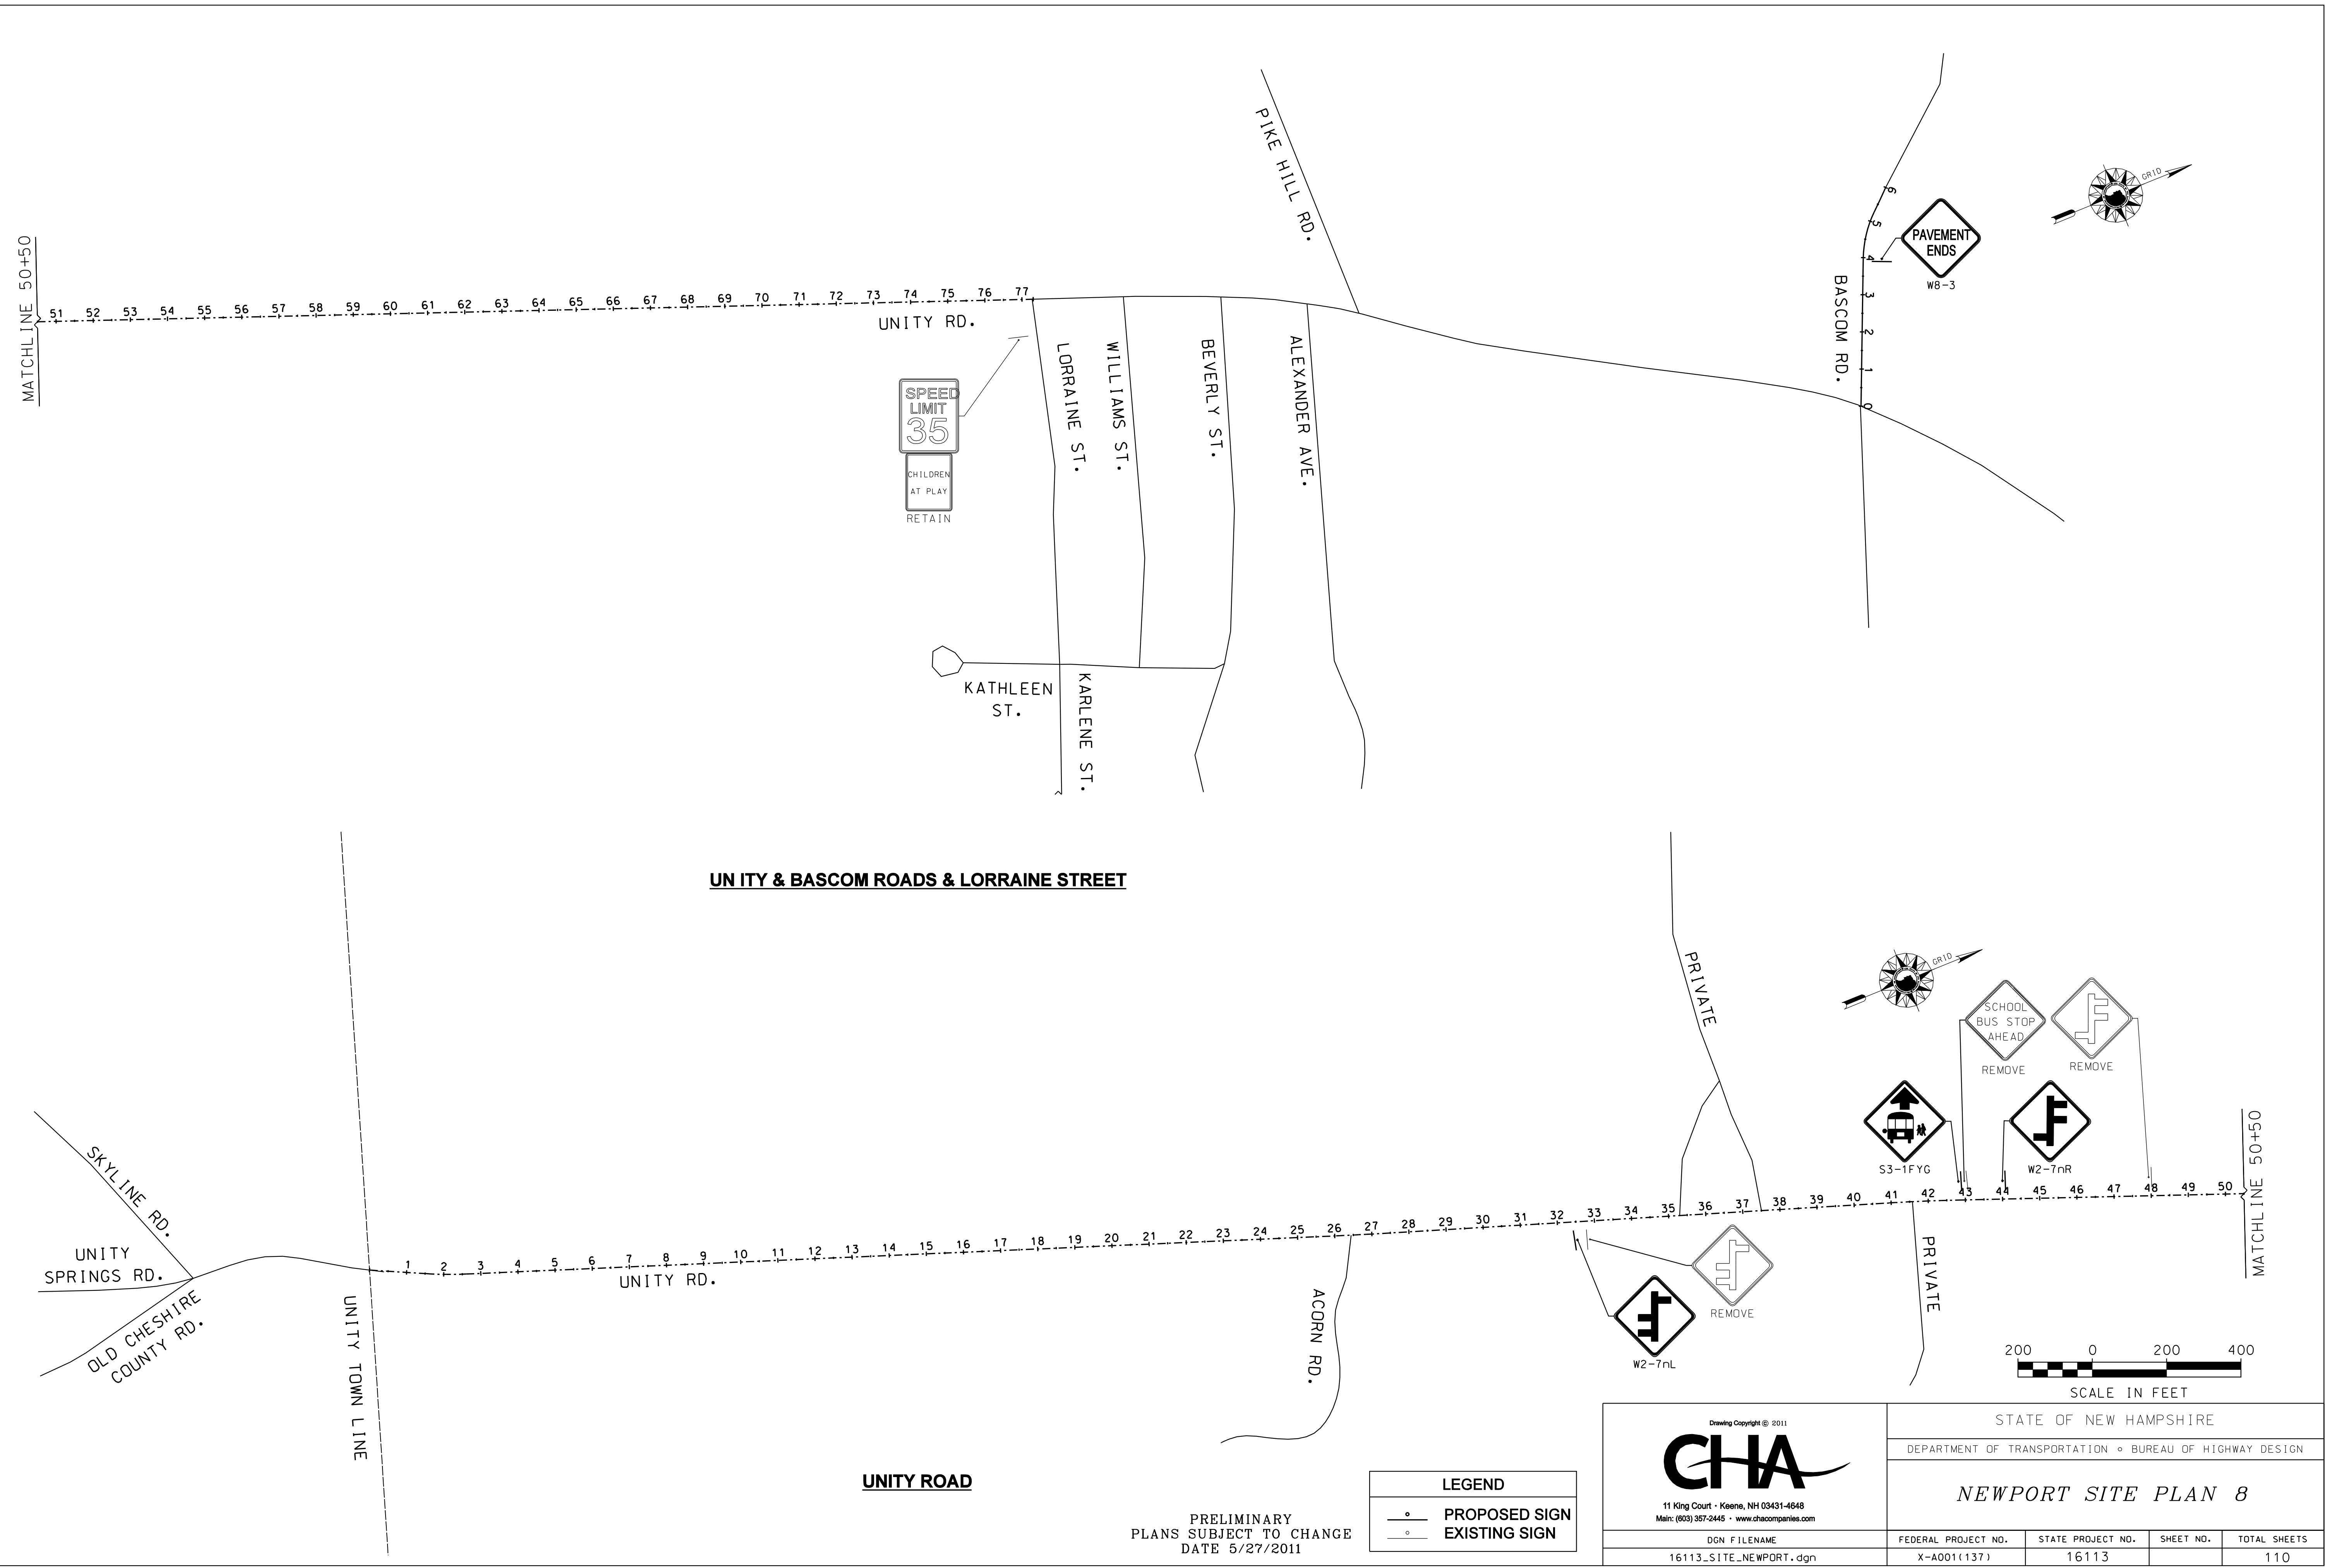 MATCHLINE 50+50
51 52 53 54 55 56 57 58 59 60 61 62 63 64 65 66 67 68 69 70 71 72 73 74 75 76 77
UNITY RD.
SPEED
LIMIT
35
CHILDREN
AT PLAY
RETAIN
LORRAINE ST.
WILLIAMS ST.
BEVERLY ST.
ALEXANDER AVE.
PIKE HILL RD.
KATHLEEN
ST.
KARLENE ST.
BASCOM RD.
0 1 2 3 4 5 6
PAVEMENT
ENDS
W8-3
GRID
UN ITY & BASCOM ROADS & LORRAINE STREET
SKYLINE RD.
UNITY
SPRINGS RD.
OLD CHESHIRE
COUNTY RD.
UNITY TOWN LINE
1 2 3 4 5 6 7 8 9 10 11 12 13 14 15 16 17 18 19 20 21 22 23 24 25 26 27 28 29 30 31 32 33 34 35 36 37 38 39 40 41 42 43 44 45 46 47 48 49 50
UNITY RD.
ACORN RD.
PRIVATE
PRIVATE
W2-7nL
REMOVE
GRID
SCHOOL
BUS STOP
AHEAD
REMOVE
REMOVE
S3-1FYG
W2-7nR
MATCHLINE 50+50
200 0 200 400
SCALE IN FEET
UNITY ROAD
PRELIMINARY
PLANS SUBJECT TO CHANGE
DATE 5/27/2011
LEGEND
PROPOSED SIGN
EXISTING SIGN
Drawing Copyright © 2011
CHA
11 King Court · Keene, NH 03431-4648
Main: (603) 357-2445 · www.chacompanies.com
DGN FILENAME
16113_SITE_NEWPORT.dgn
STATE OF NEW HAMPSHIRE
DEPARTMENT OF TRANSPORTATION ∘ BUREAU OF HIGHWAY DESIGN
NEWPORT SITE PLAN 8
FEDERAL PROJECT NO. STATE PROJECT NO. SHEET NO. TOTAL SHEETS
X-A001(137) 16113 110